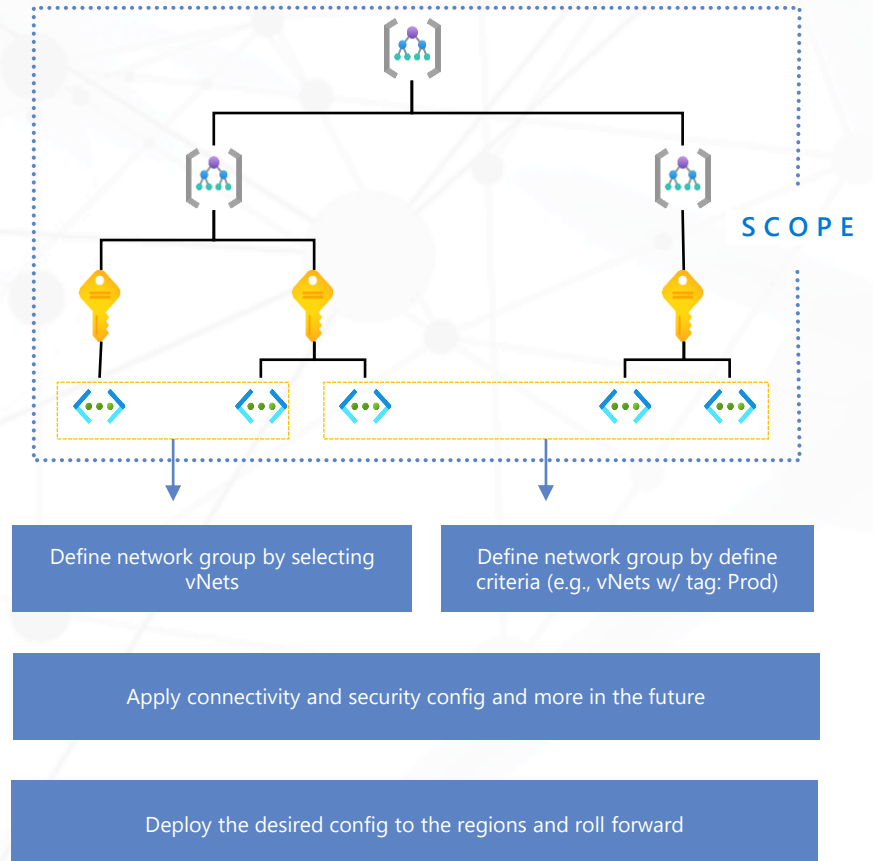 SCOPE
Define network group by selecting
vNets
Define network group by define
criteria (e.g., vNets w/ tag: Prod)
Apply connectivity and security config and more in the future
Deploy the desired config to the regions and roll forward